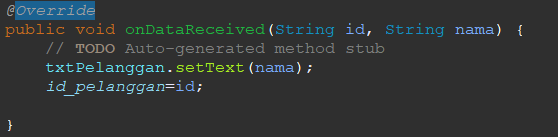 @Override
public void onDataReceived(String id, String nama) {
// TODO Auto-generated method stub
txtPelanggan.setText(nama);
id_pelanggan=id;
}